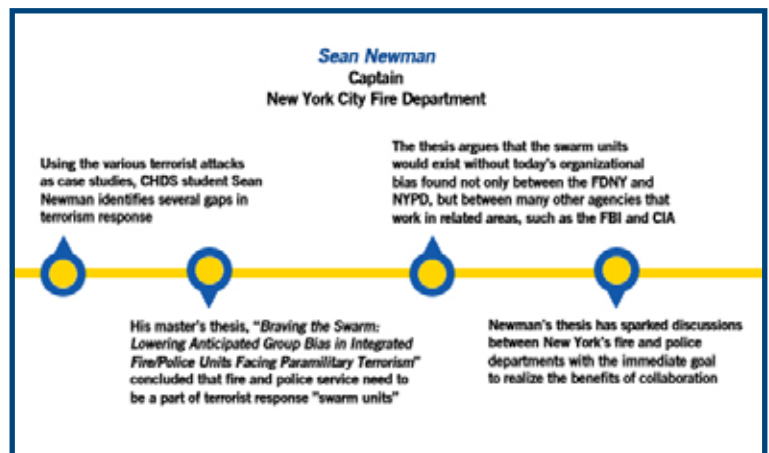 Sean Newman
Captain
New York City Fire Department
Using the various terrorist attacks
as case studies, CHDS student Sean
Newman identifies several gaps in
terrorism response
His master's thesis, "Braving the Swarm:
Lowering Anticipated Group Bias in Integrated
Fire/Police Units Facing Paramilitary Terrorism"
concluded that fire and police service need to
be a part of terrorist response "swarm units"
The thesis argues that the swarm units
would exist without today's organizational
bias found not only between the FDNY and
NYPD, but between many other agencies that
work in related areas, such as the FBI and CIA
Newman's thesis has sparked discussions
between New York's fire and police
departments with the immediate goal
to realize the benefits of collaboration